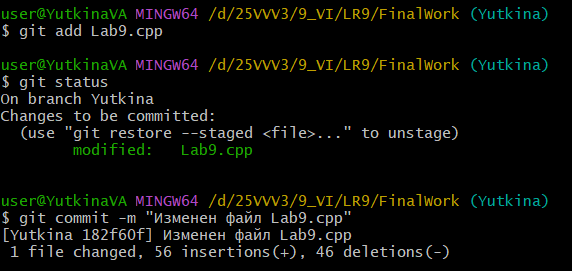 user@YutkinaVA MINGW64 /d/25VVV3/9_VI/LR9/FinalWork (Yutkina)
$ git add Lab9.cpp
user@YutkinaVA MINGW64 /d/25VVV3/9_VI/LR9/FinalWork (Yutkina)
$ git status
On branch Yutkina
Changes to be committed:
  (use "git restore --staged <file>..." to unstage)
        modified:   Lab9.cpp
user@YutkinaVA MINGW64 /d/25VVV3/9_VI/LR9/FinalWork (Yutkina)
$ git commit -m "Изменен файл Lab9.cpp"
[Yutkina 182f60f] Изменен файл Lab9.cpp
 1 file changed, 56 insertions(+), 46 deletions(-)